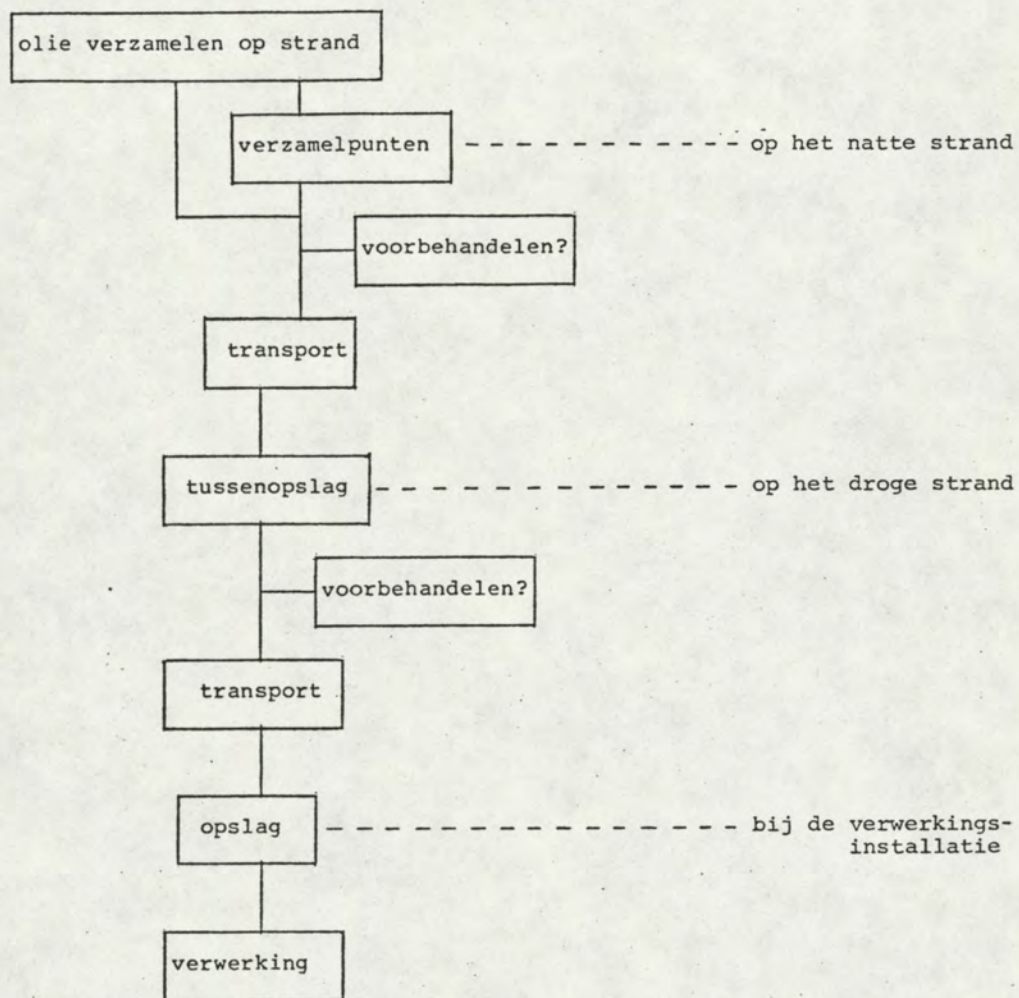 olie verzamelen op strand
verzamelpunten
op het natte strand
voorbehandelen?
transport
tussenopslag
op het droge strand
voorbehandelen?
transport
opslag
bij de verwerkings-
installatie
verwerking